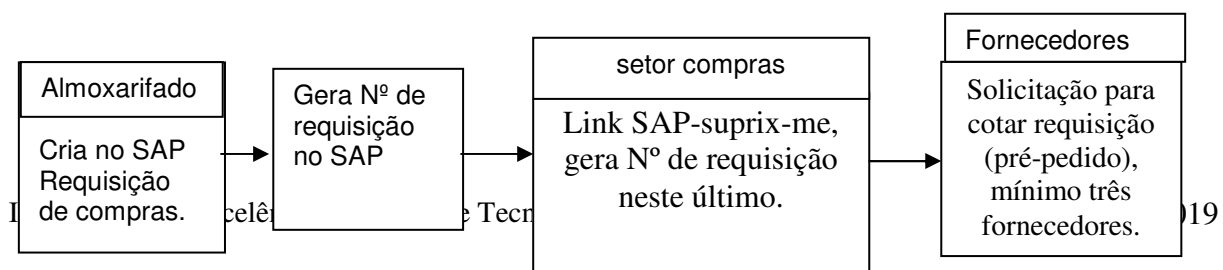 Almoxarifado
Cria no SAP
Requisição
de compras.
Gera Nº de
requisição
no SAP
setor compras
Link SAP-suprix-me,
gera Nº de requisição
neste último.
Fornecedores
Solicitação para
cotar requisição
(pré-pedido),
mínimo três
fornecedores.